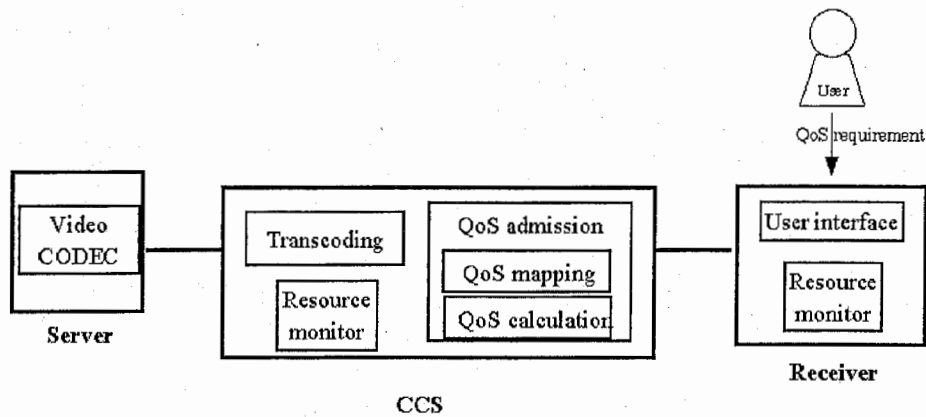 User
QoS requirement
Video
CODEC
Server
Transcoding
Resource
monitor
QoS admission
QoS mapping
QoS calculation
CCS
User interface
Resource
monitor
Receiver